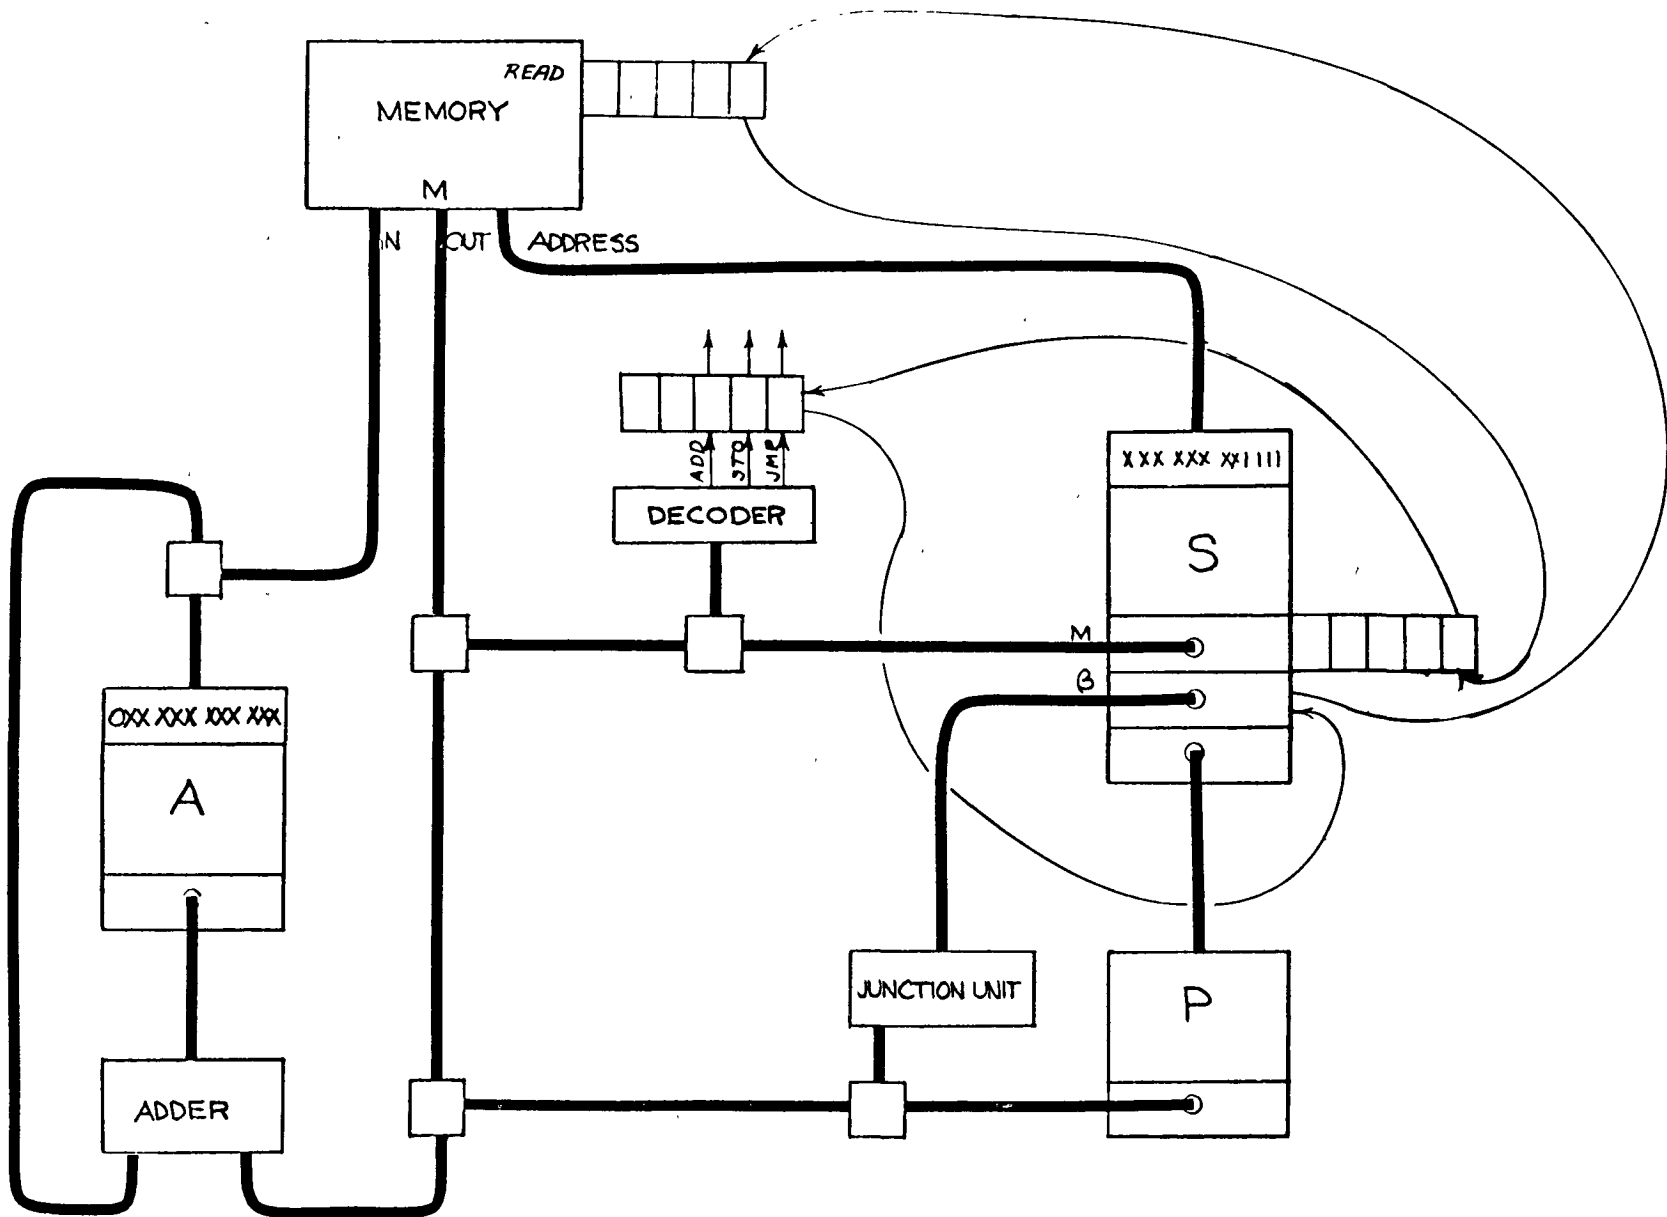 READ
MEMORY
M
IN
OUT
ADDRESS
ADD
STO
JMP
DECODER
XXX XXX XX1111
S
M
β
0XX XXX XXX XXX
A
JUNCTION UNIT
P
ADDER